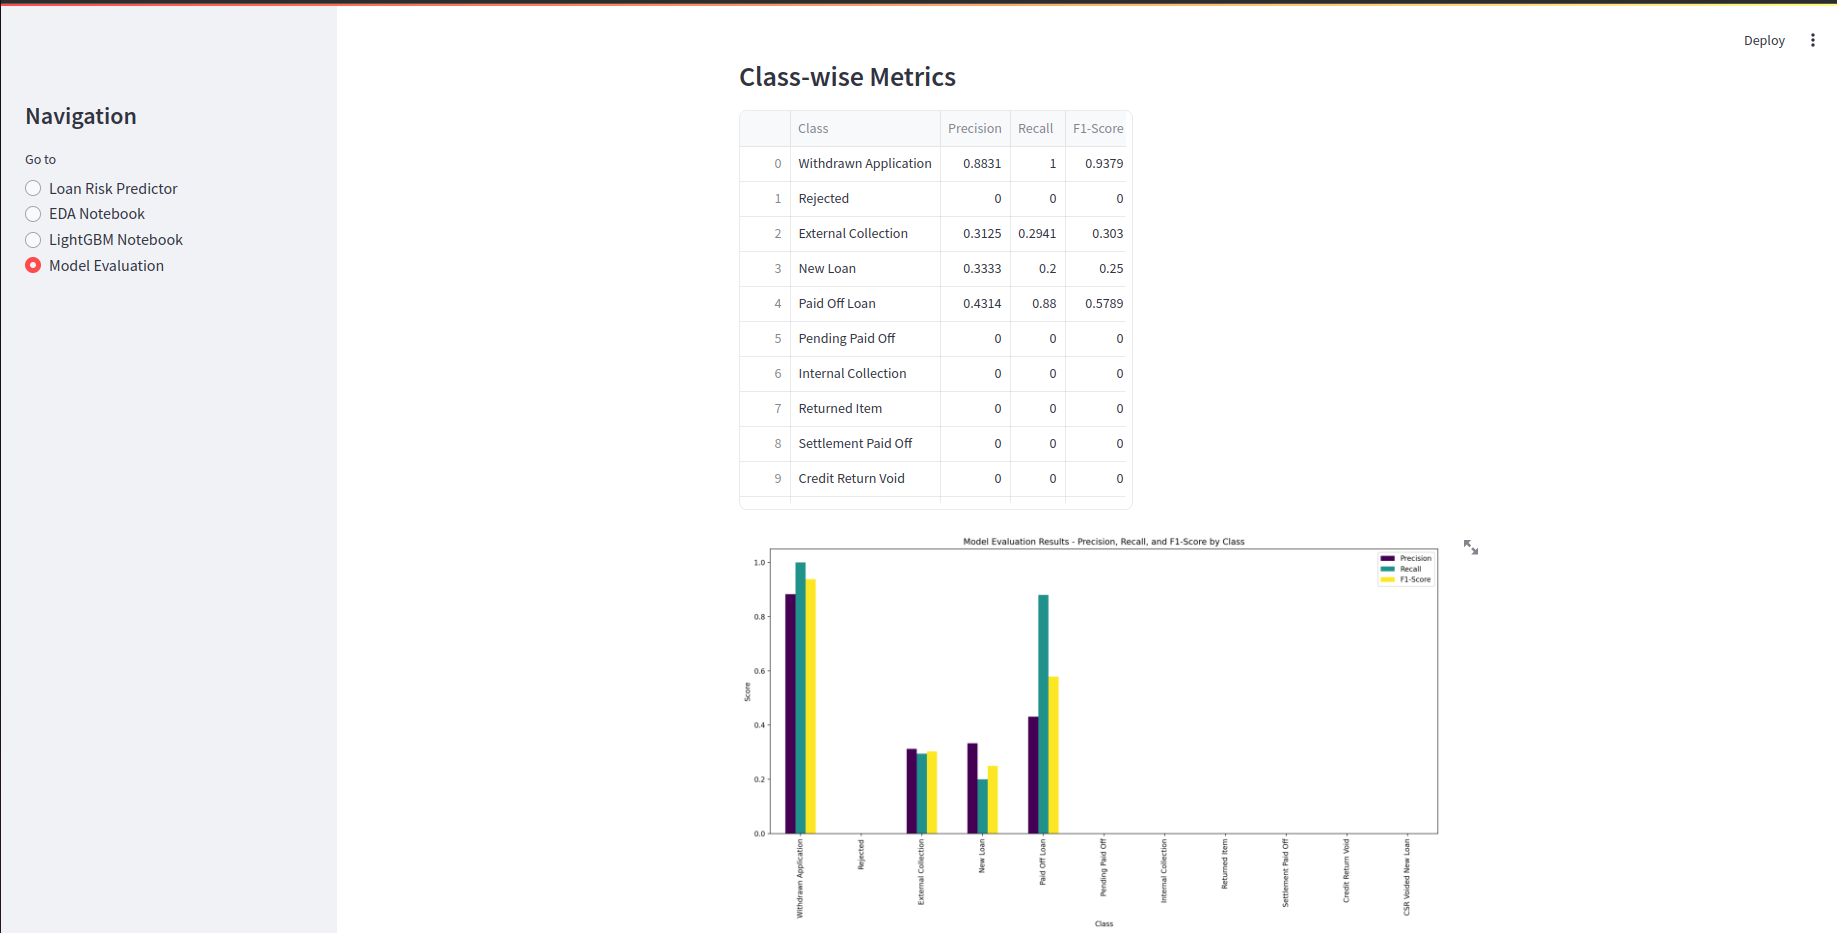 Deploy
Navigation
Go to
Loan Risk Predictor
EDA Notebook
LightGBM Notebook
Model Evaluation
Class-wise Metrics
Class Precision Recall F1-Score
0 Withdrawn Application 0.8831 1 0.9379
1 Rejected 0 0 0
2 External Collection 0.3125 0.2941 0.303
3 New Loan 0.3333 0.2 0.25
4 Paid Off Loan 0.4314 0.88 0.5789
5 Pending Paid Off 0 0 0
6 Internal Collection 0 0 0
7 Returned Item 0 0 0
8 Settlement Paid Off 0 0 0
9 Credit Return Void 0 0 0
Model Evaluation Results - Precision, Recall, and F1-Score by Class
Precision
Recall
F1-Score
Score
1.0
0.8
0.6
0.4
0.2
0.0
Withdrawn Application
Rejected
External Collection
New Loan
Paid Off Loan
Pending Paid Off
Internal Collection
Returned Item
Settlement Paid Off
Credit Return Void
CSR Voided New Loan
Class